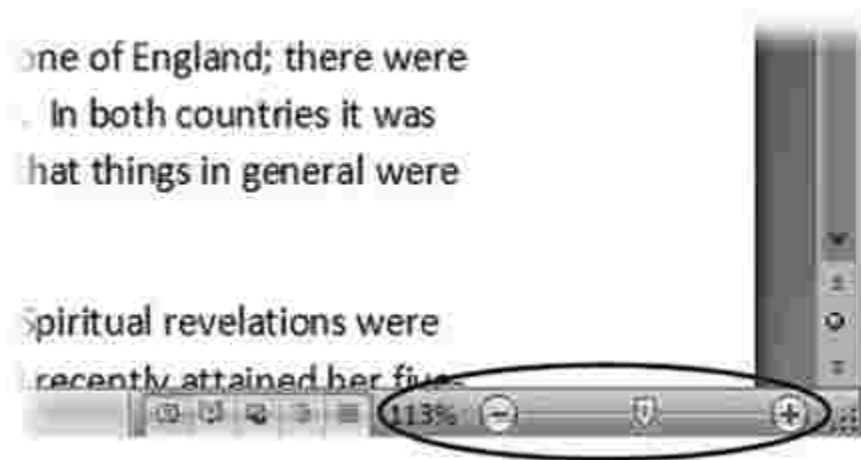 one of England; there were
. In both countries it was
hat things in general were
Spiritual revelations were
recently attained her five-
113%